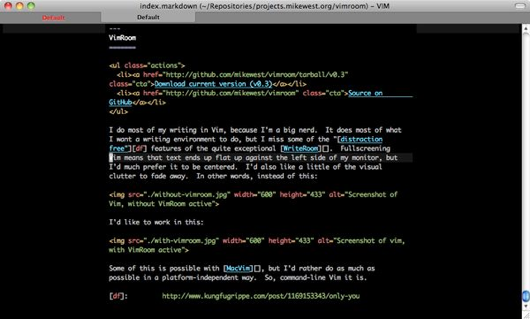 index.markdown (~/Repositories/projects.mikewest.org/vimroom) – VIM
Default
Default
---
VimRoom
=======
<ul class="actions">
<li><a href="http://github.com/mikewest/vimroom/tarball/v0.3"
class="cta">Download current version (v0.3)</a></li>
<li><a href="http://github.com/mikewest/vimroom" class="cta">Source on
GitHub</a></li>
</ul>
I do most of my writing in Vim, because I'm a big nerd. It does most of what
I want a writing environment to do, but I miss some of the "[distraction
free"][df] features of the quite exceptional [WriteRoom][]. Fullscreening
Vim means that text ends up flat up against the left side of my monitor, but
I'd much prefer it to be centered. I'd also like a little of the visual
clutter to fade away. In other words, instead of this:
<img src="./without-vimroom.jpg" width="600" height="433" alt="Screenshot of
Vim, without VimRoom active">
I'd like to work in this:
<img src="./with-vimroom.jpg" width="600" height="433" alt="Screenshot of vim,
with VimRoom active">
Some of this is possible with [MacVim][], but I'd rather do as much as
possible in a platform-independent way. So, command-line Vim it is.
[df]: http://www.kungfugrippe.com/post/1169153343/only-you